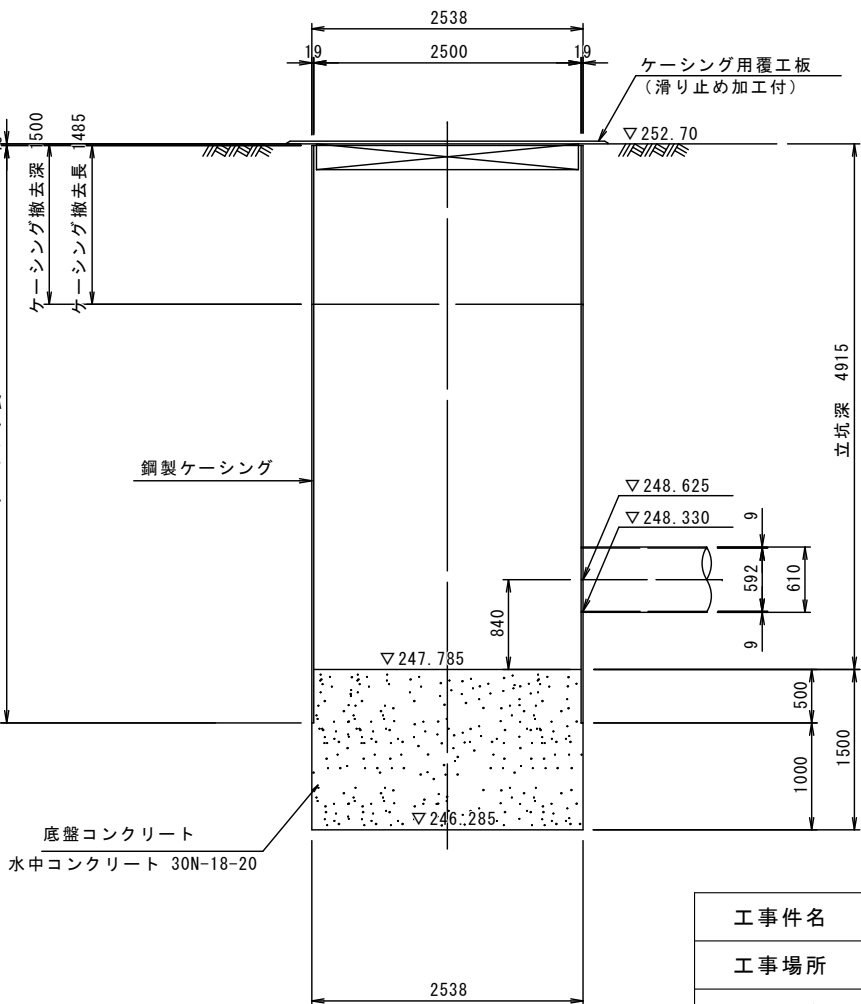 2538
19
2500
19
ケーシング用覆工板
(滑り止め加工付)
▽252.70
ケーシング撤去深 1500
ケーシング撤去長 1485
立坑深 4915
鋼製ケーシング
▽248.625
▽248.330
9
592
610
9
840
▽247.785
500
1000
1500
▽246.285
底盤コンクリート
水中コンクリート 30N-18-20
2538
工事件名
工事場所